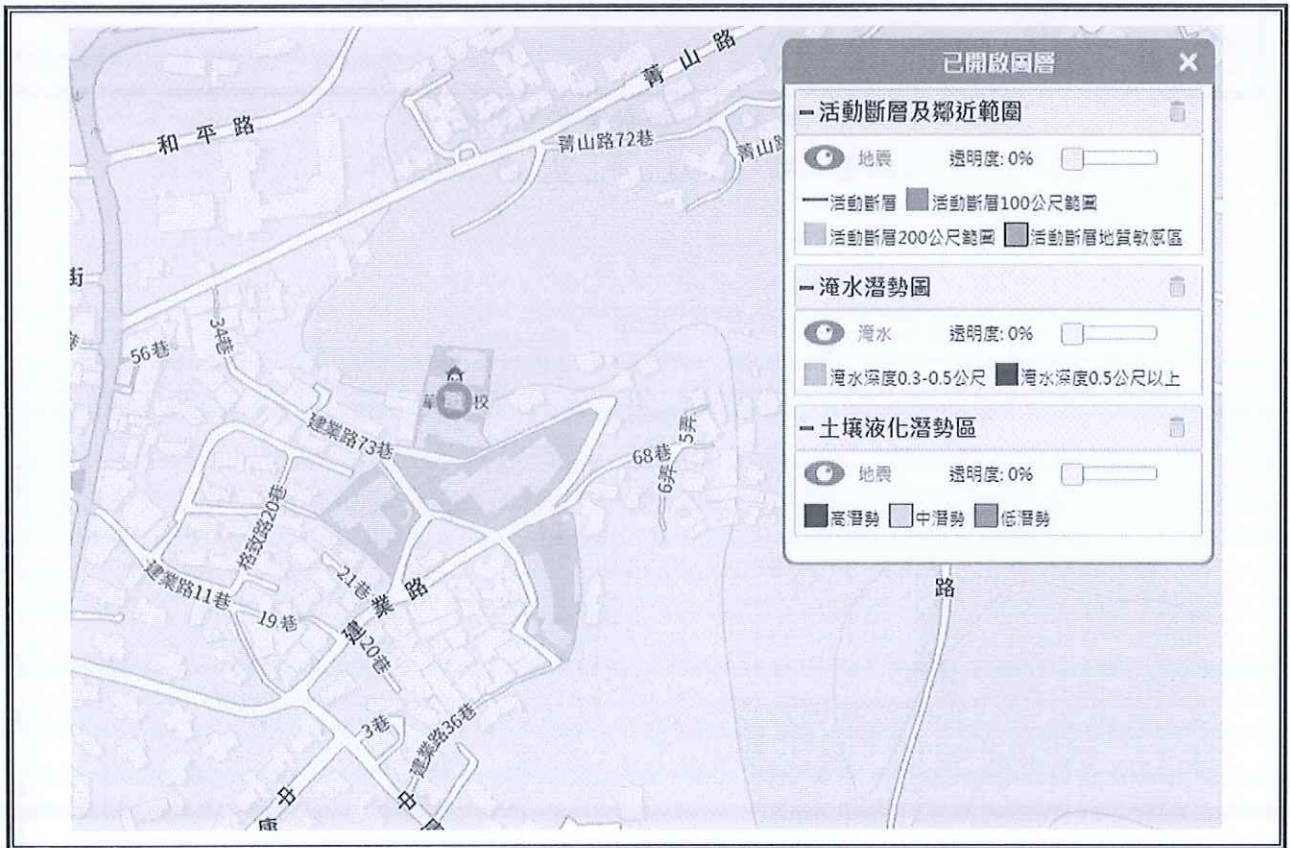 已開啟圖層 ×
－活動斷層及鄰近範圍
地震 透明度: 0%
活動斷層 活動斷層100公尺範圍
活動斷層200公尺範圍 活動斷層地質敏感區
－淹水潛勢圖
淹水 透明度: 0%
淹水深度0.3-0.5公尺 淹水深度0.5公尺以上
－土壤液化潛勢區
地震 透明度: 0%
高潛勢 中潛勢 低潛勢
菁山路
和平路
菁山路72巷
菁山路
街
34巷
56巷
校
建業路73巷
68巷
5弄
6弄
格致路20巷
建業路11巷
21巷
19巷
建業路
20巷
路
3巷
建業路36巷
中
中